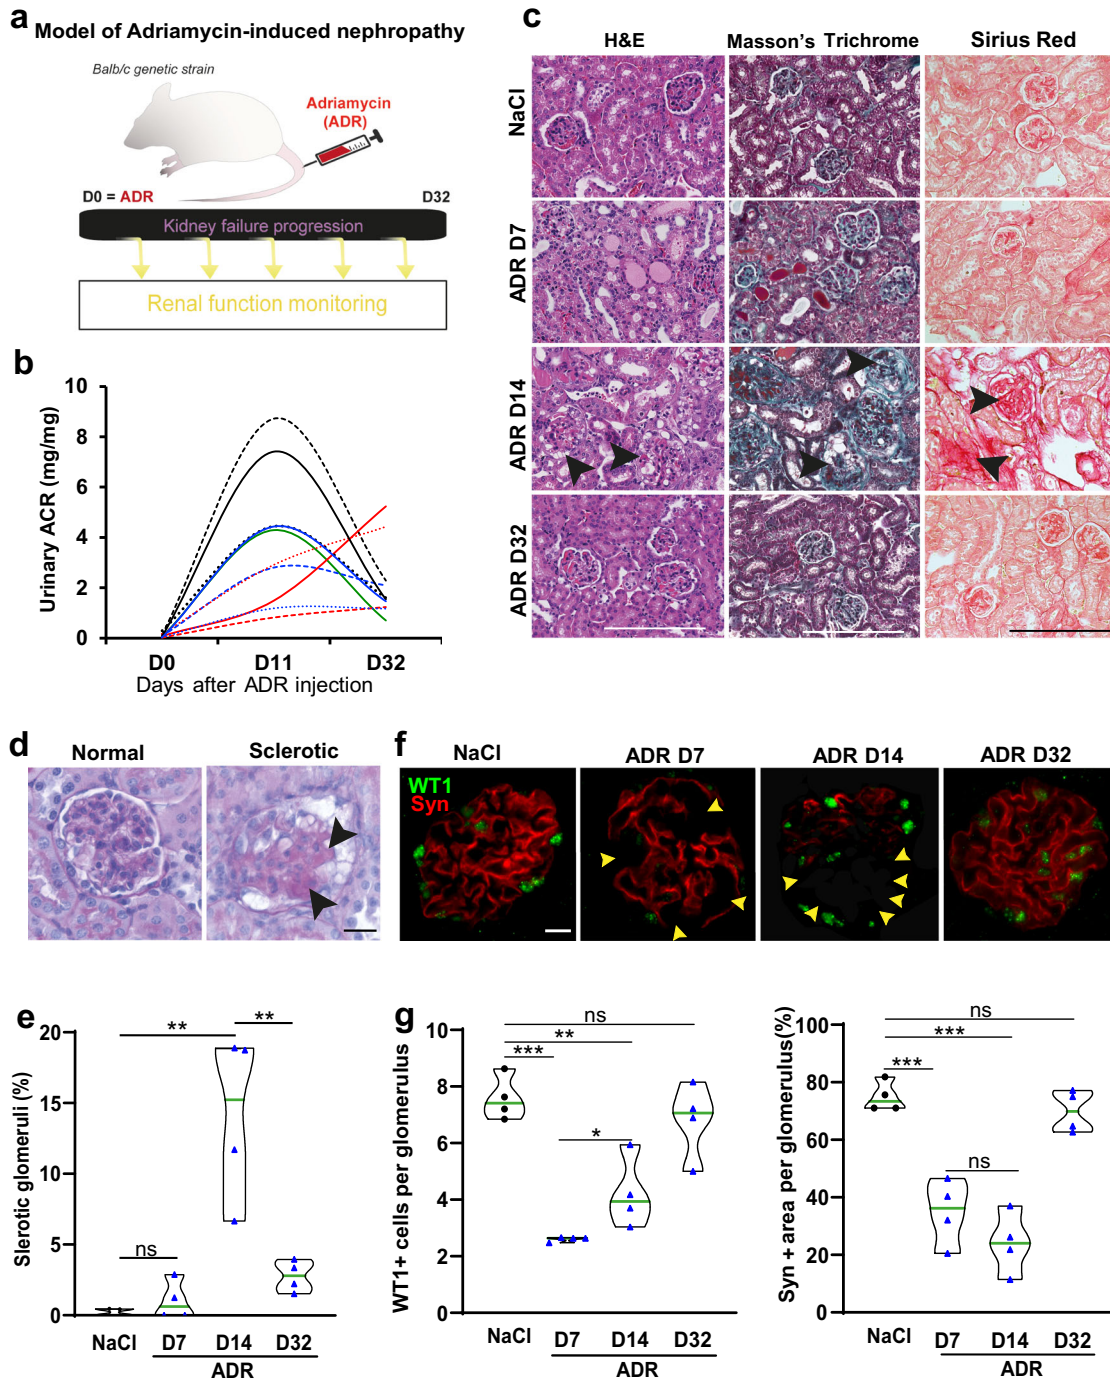 a
Model of Adriamycin-induced nephropathy
Balb/c genetic strain
Adriamycin
(ADR)
D0 = ADR
D32
Kidney failure progression
Renal function monitoring
b
10
8
6
4
2
0
Urinary ACR (mg/mg)
D0
D11
D32
Days after ADR injection
c
H&E
Masson's Trichrome
Sirius Red
NaCl
ADR D7
ADR D14
ADR D32
d
Normal
Sclerotic
f
NaCl
ADR D7
ADR D14
ADR D32
WT1
Syn
e
20
15
10
5
0
Slerotic glomeruli (%)
**
**
ns
NaCl
D7
D14
D32
ADR
g
10
8
6
4
2
0
WT1+ cells per glomerulus
ns
**
***
*
NaCl
D7
D14
D32
ADR
100
80
60
40
20
0
Syn + area per glomerulus(%)
ns
***
***
ns
NaCl
D7
D14
D32
ADR